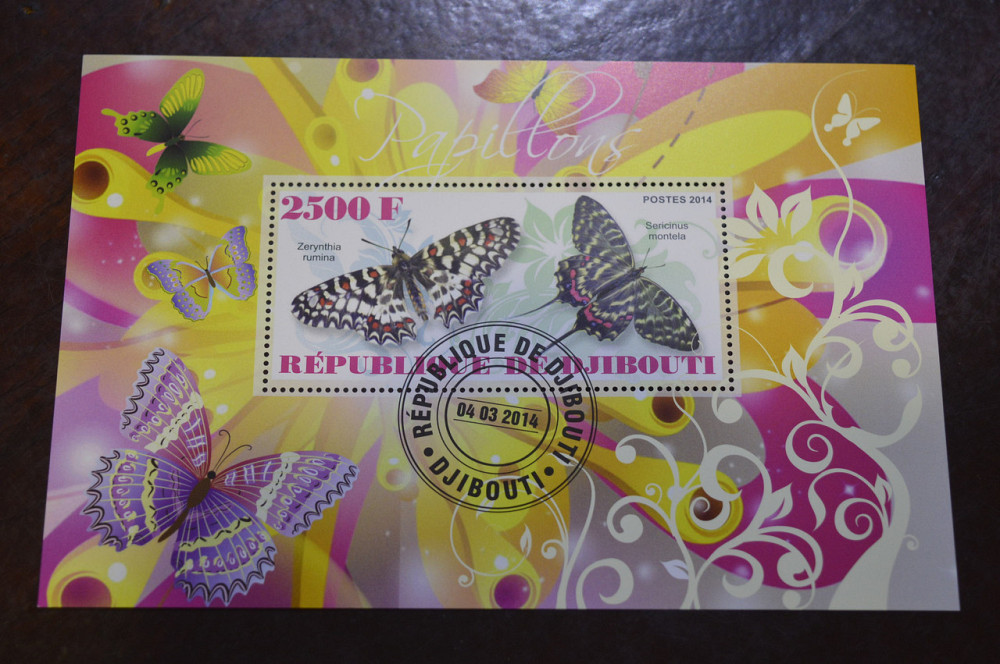 Papillons
2500 F
POSTES 2014
Zerynthia
rumina
Sericinus
montela
RÉPUBLIQUE DE DJIBOUTI
RÉPUBLIQUE DE DJIBOUTI
04 03 2014
• DJIBOUTI •